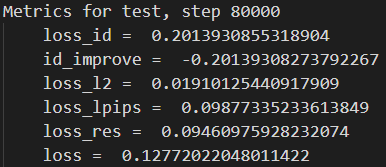 Metrics for test, step 80000
loss_id =  0.2013930855318904
id_improve =  -0.20139308273792267
loss_l2 =  0.01910125440917909
loss_lpips =  0.09877335233613849
loss_res =  0.09460975928232074
loss =  0.12772022048011422